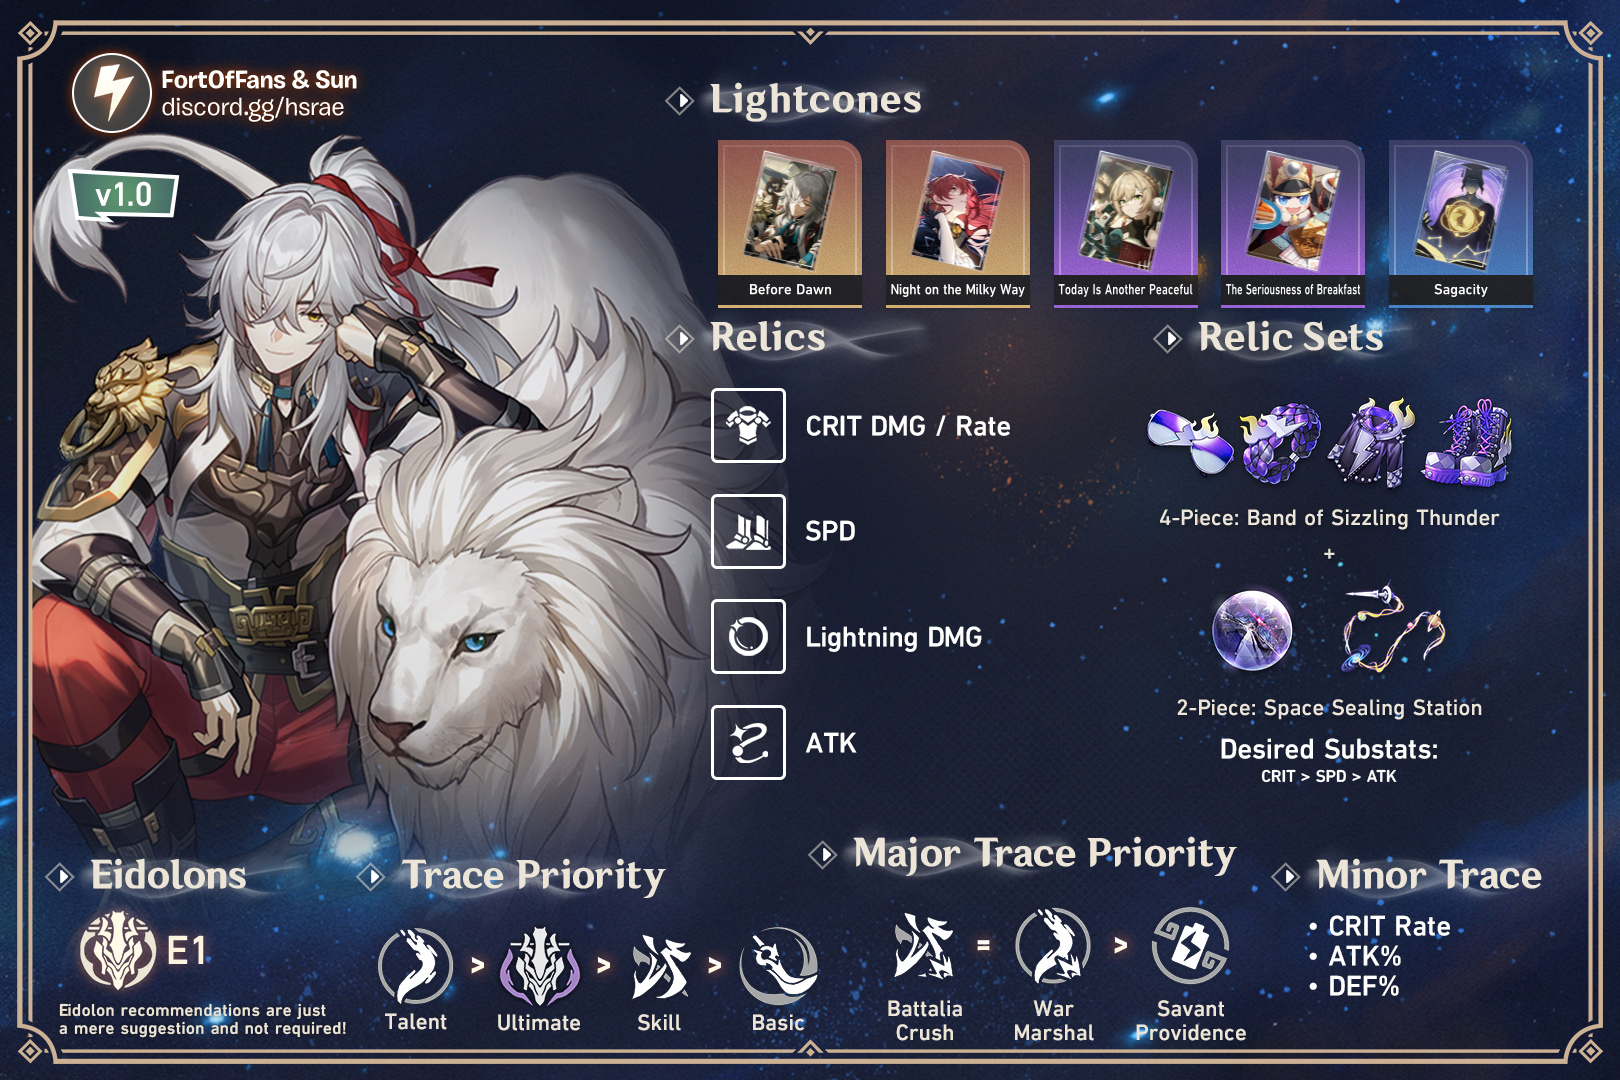 FortOfFans & Sun
discord.gg/hsrae
v1.0
Lightcones
Before Dawn
Night on the Milky Way
Today Is Another Peaceful
The Seriousness of Breakfast
Sagacity
Relics
CRIT DMG / Rate
SPD
Lightning DMG
ATK
Relic Sets
4-Piece: Band of Sizzling Thunder
+
2-Piece: Space Sealing Station
Desired Substats:
CRIT > SPD > ATK
Eidolons
E1
Eidolon recommendations are just
a mere suggestion and not required!
Trace Priority
> > >
Talent Ultimate Skill Basic
Major Trace Priority
= >
Battalia
Crush
War
Marshal
Savant
Providence
Minor Trace
• CRIT Rate
• ATK%
• DEF%